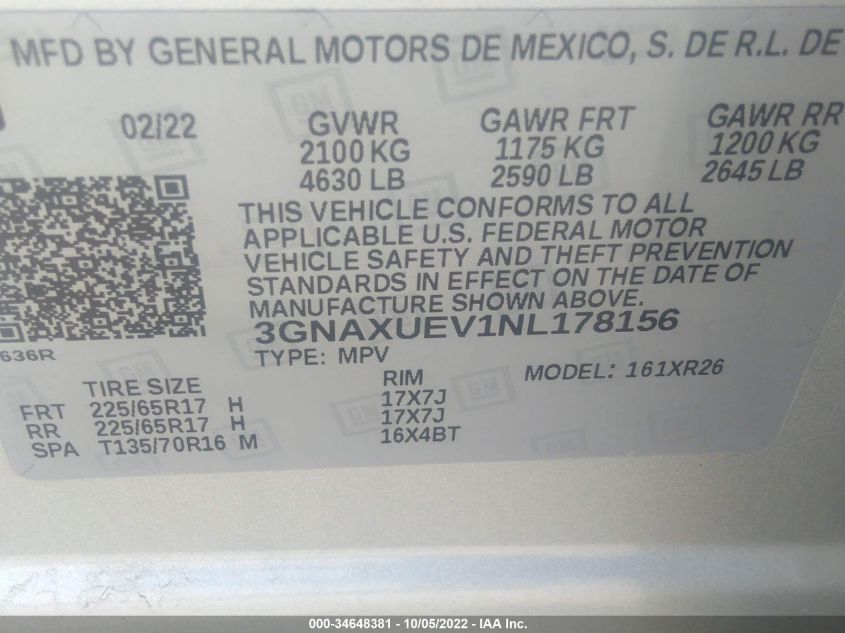 MFD BY GENERAL MOTORS DE MEXICO, S. DE R.L. DE
02/22 GVWR GAWR FRT GAWR RR
2100 KG 1175 KG 1200 KG
4630 LB 2590 LB 2645 LB
THIS VEHICLE CONFORMS TO ALL
APPLICABLE U.S. FEDERAL MOTOR
VEHICLE SAFETY AND THEFT PREVENTION
STANDARDS IN EFFECT ON THE DATE OF
MANUFACTURE SHOWN ABOVE.
3GNAXUEV1NL178156
636R TYPE: MPV MODEL: 161XR26
TIRE SIZE RIM
FRT 225/65R17 H 17X7J
RR 225/65R17 H 17X7J
SPA T135/70R16 M 16X4BT
GM
000-34648381 - 10/05/2022 - IAA Inc.